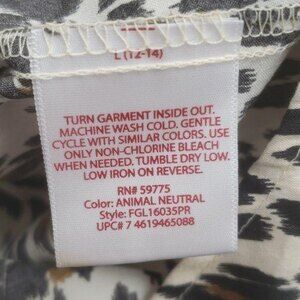 L (12-14)
TURN GARMENT INSIDE OUT.
MACHINE WASH COLD. GENTLE
CYCLE WITH SIMILAR COLORS. USE
ONLY NON-CHLORINE BLEACH
WHEN NEEDED. TUMBLE DRY LOW.
LOW IRON ON REVERSE.
RN# 59775
Color: ANIMAL NEUTRAL
Style: FGL16035PR
UPC# 7 4619465088